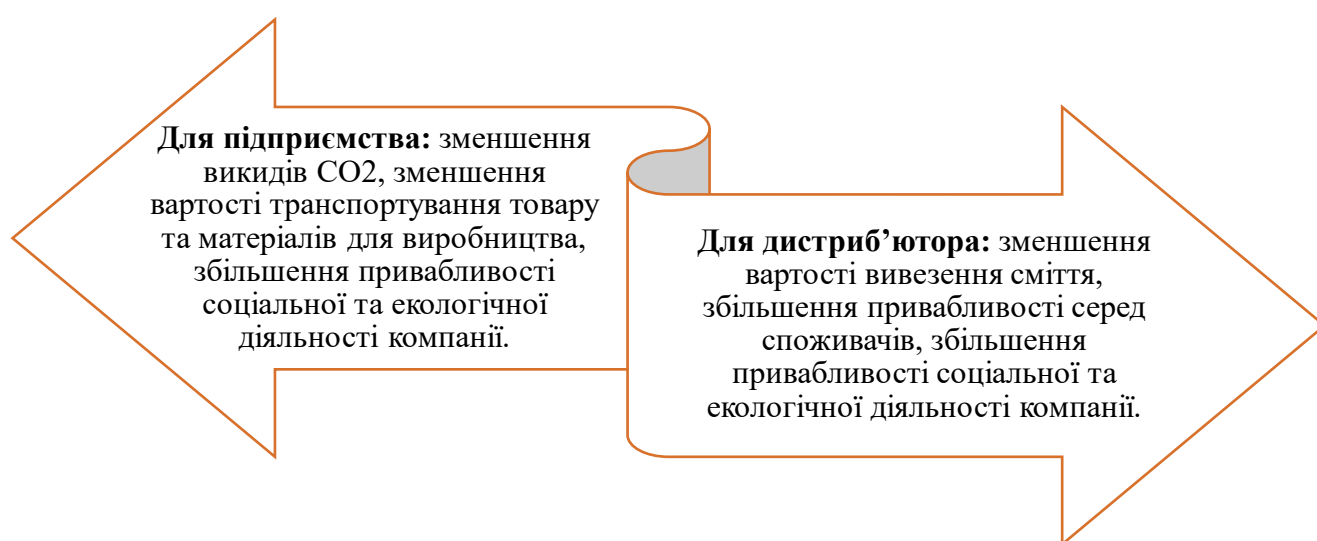 Для підприємства: зменшення
викидів СО2, зменшення
вартості транспортування товару
та матеріалів для виробництва,
збільшення привабливості
соціальної та екологічної
діяльності компанії.
Для дистриб’ютора: зменшення
вартості вивезення сміття,
збільшення привабливості серед
споживачів, збільшення
привабливості соціальної та
екологічної діяльності компанії.